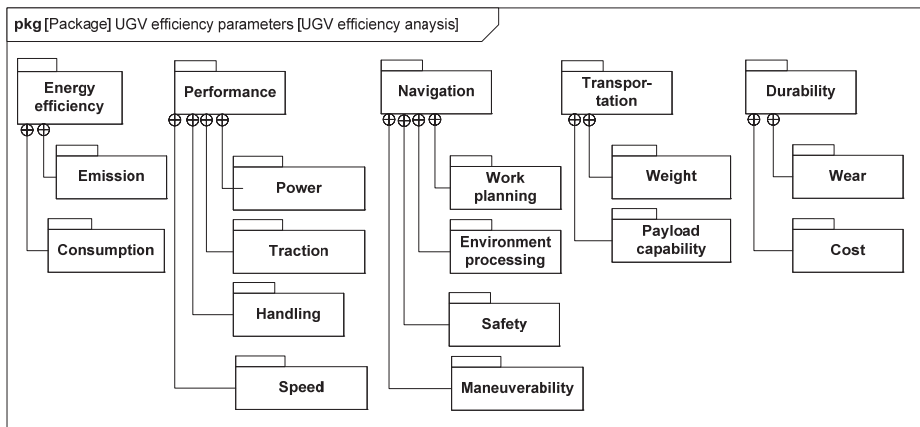 pkg [Package] UGV efficiency parameters [UGV efficiency anaysis]
Energy
efficiency
Emission
Consumption
Performance
Power
Traction
Handling
Speed
Navigation
Work
planning
Environment
processing
Safety
Maneuverability
Transpor-
tation
Weight
Payload
capability
Durability
Wear
Cost